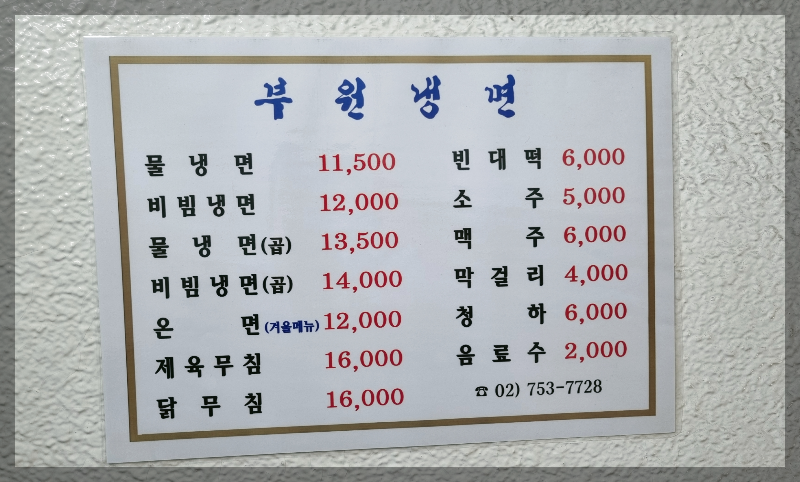 부원냉면
물냉면 11,500
비빔냉면 12,000
물냉면(곱) 13,500
비빔냉면(곱) 14,000
온면(겨울메뉴) 12,000
제육무침 16,000
닭무침 16,000
빈대떡 6,000
소주 5,000
맥주 6,000
막걸리 4,000
청하 6,000
음료수 2,000
☎ 02) 753-7728